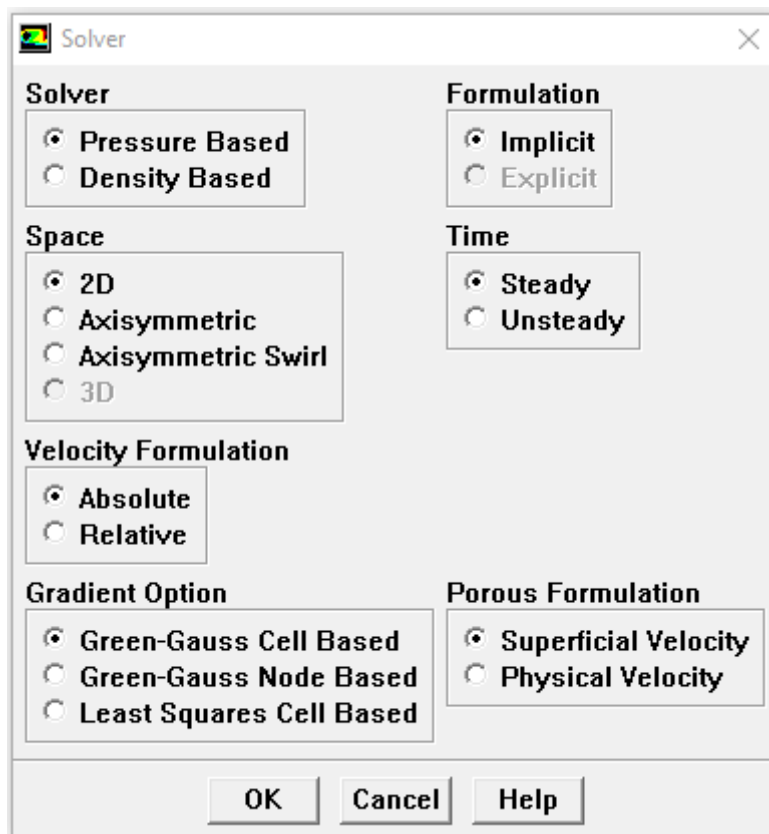 Solver
Solver
Pressure Based
Density Based
Formulation
Implicit
Explicit
Space
2D
Axisymmetric
Axisymmetric Swirl
3D
Time
Steady
Unsteady
Velocity Formulation
Absolute
Relative
Gradient Option
Green-Gauss Cell Based
Green-Gauss Node Based
Least Squares Cell Based
Porous Formulation
Superficial Velocity
Physical Velocity
OK
Cancel
Help